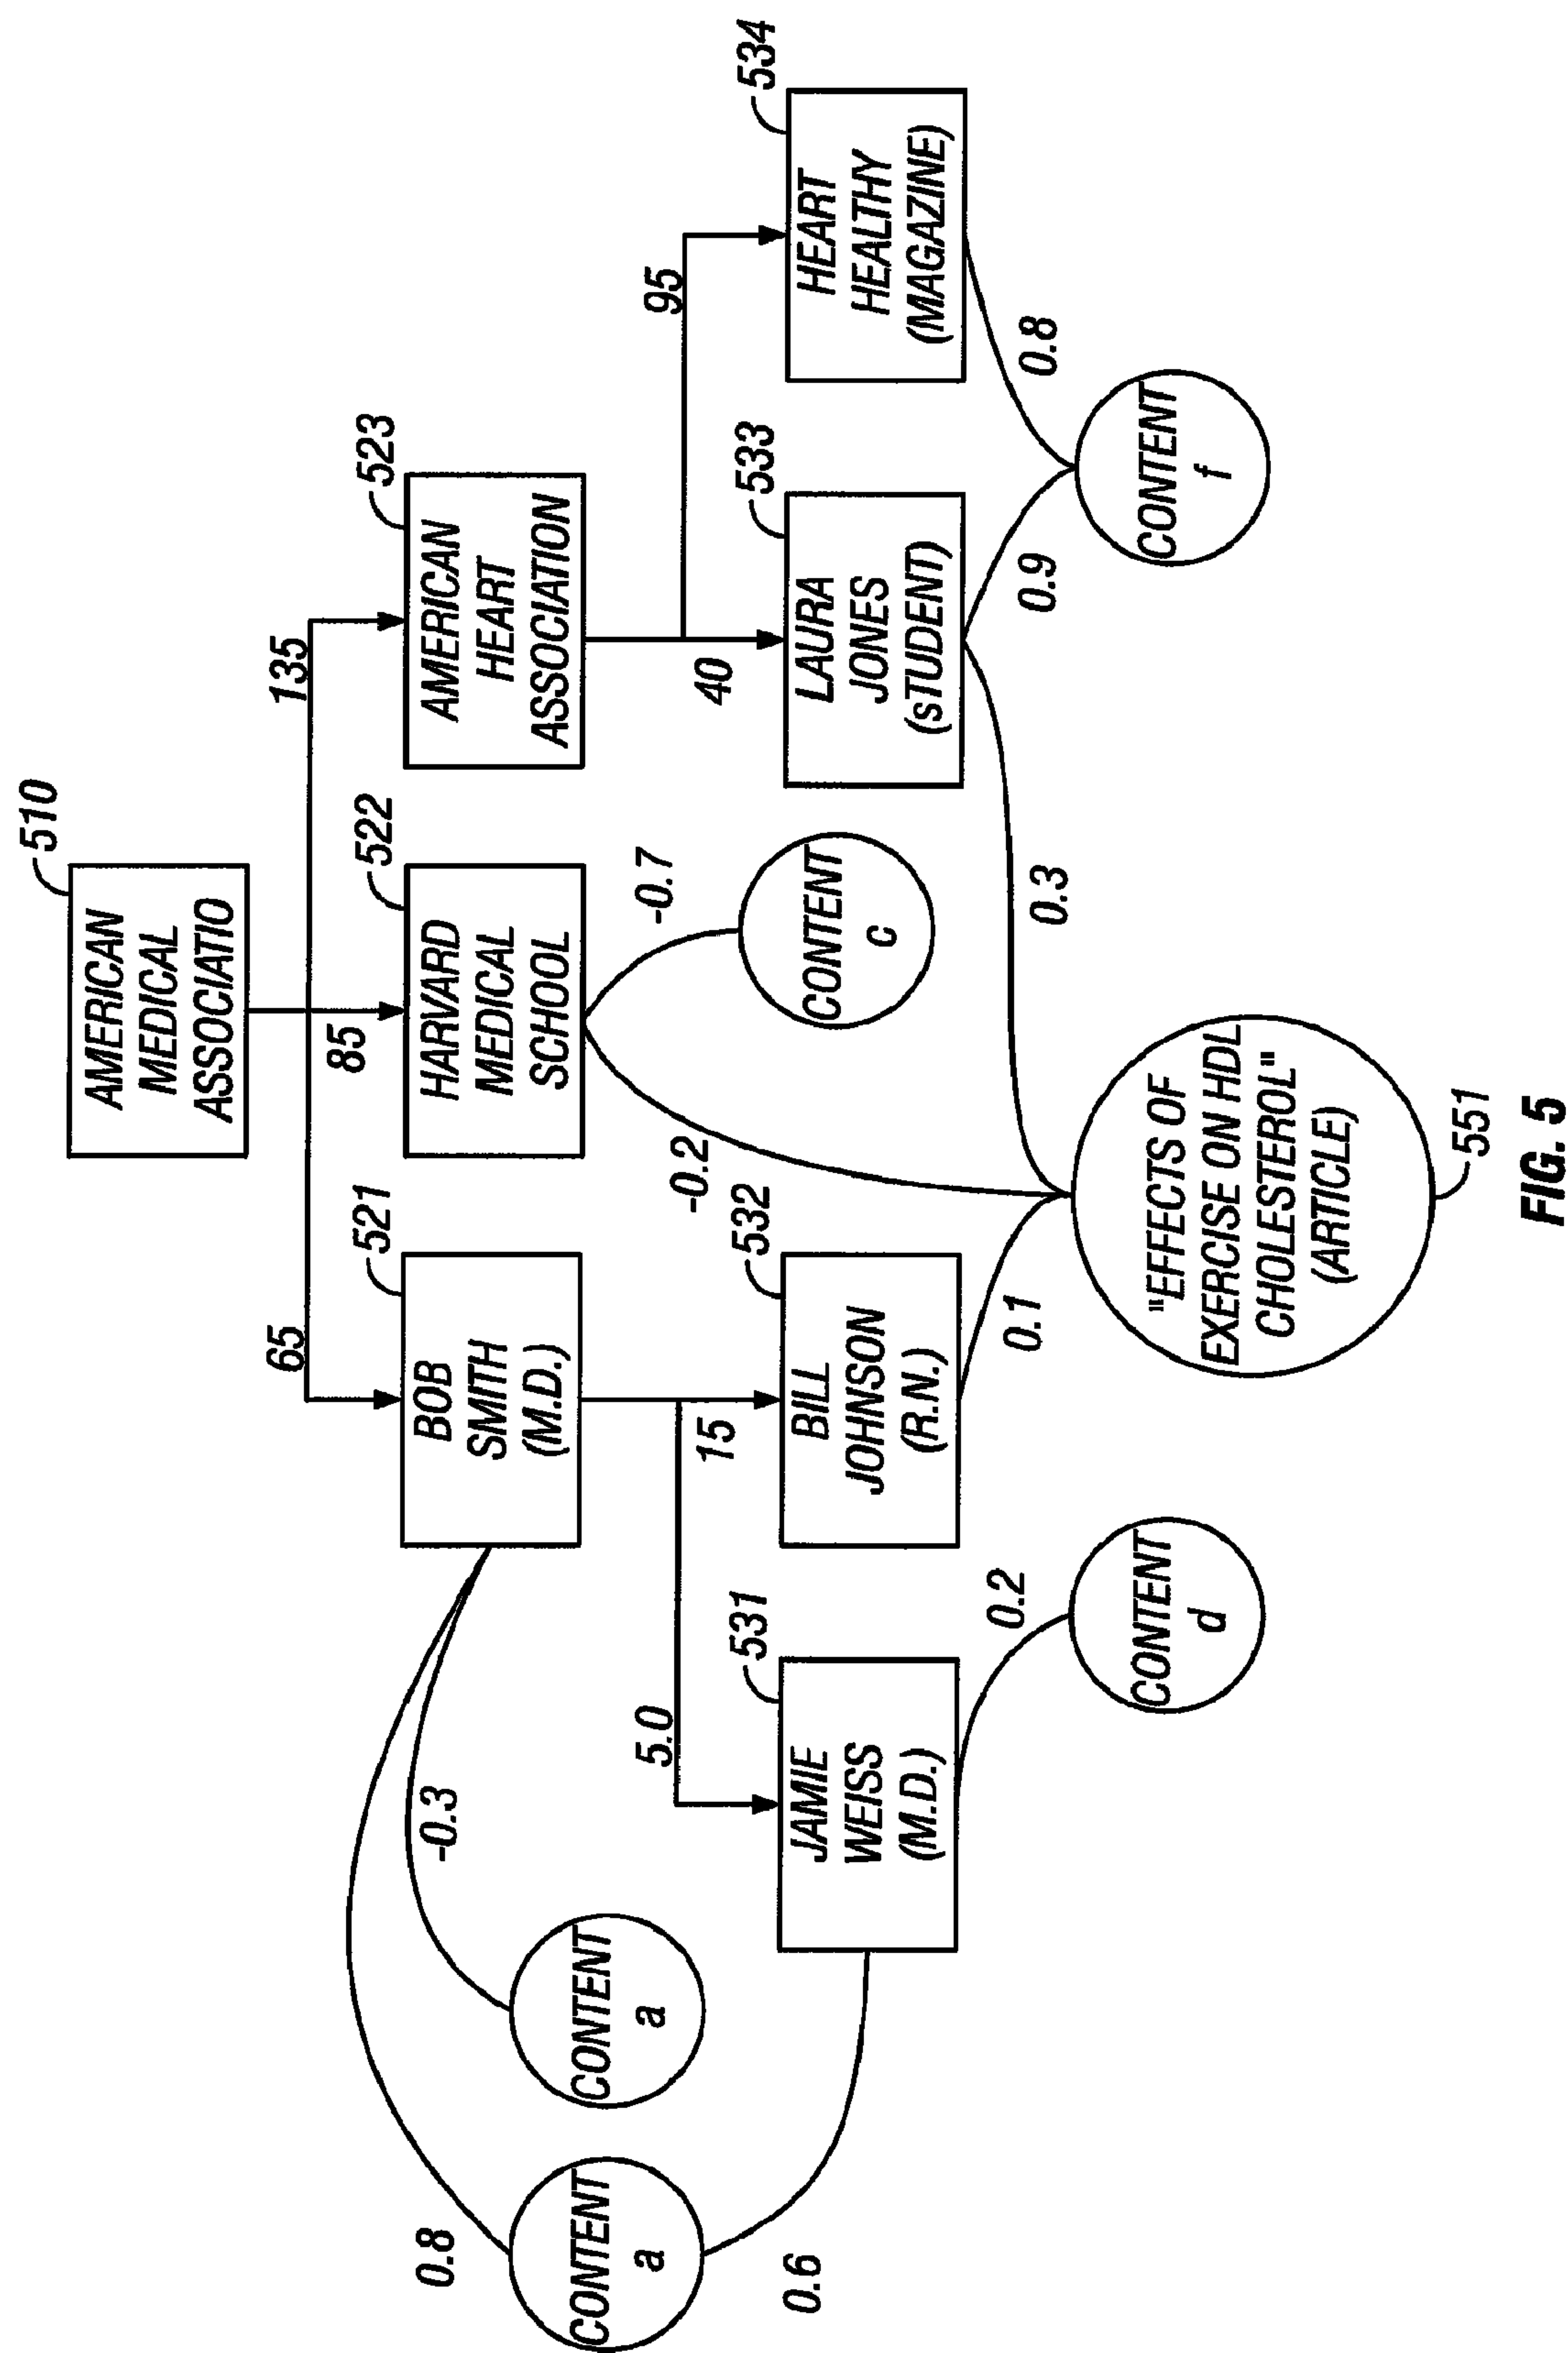 510
AMERICAN
MEDICAL
ASSOCIATIO
65
85
135
521
BOB
SMITH
(M.D.)
522
HARVARD
MEDICAL
SCHOOL
523
AMERICAN
HEART
ASSOCIATION
0.8
-0.3
CONTENT
a
CONTENT
a
0.6
5.0
15
-0.2
-0.7
40
95
531
JAMIE
WEISS
(M.D.)
532
BILL
JOHNSON
(R.N.)
CONTENT
c
533
LAURA
JONES
(sTUDENT)
534
HEART
HEALTHY
(MAGAZINE)
0.2
0.1
0.3
0.9
0.8
CONTENT
d
"EFFECTS OF
EXERCISE ON HDL
CHOLESTEROL"
(ARTICLE)
551
CONTENT
f
FIG. 5